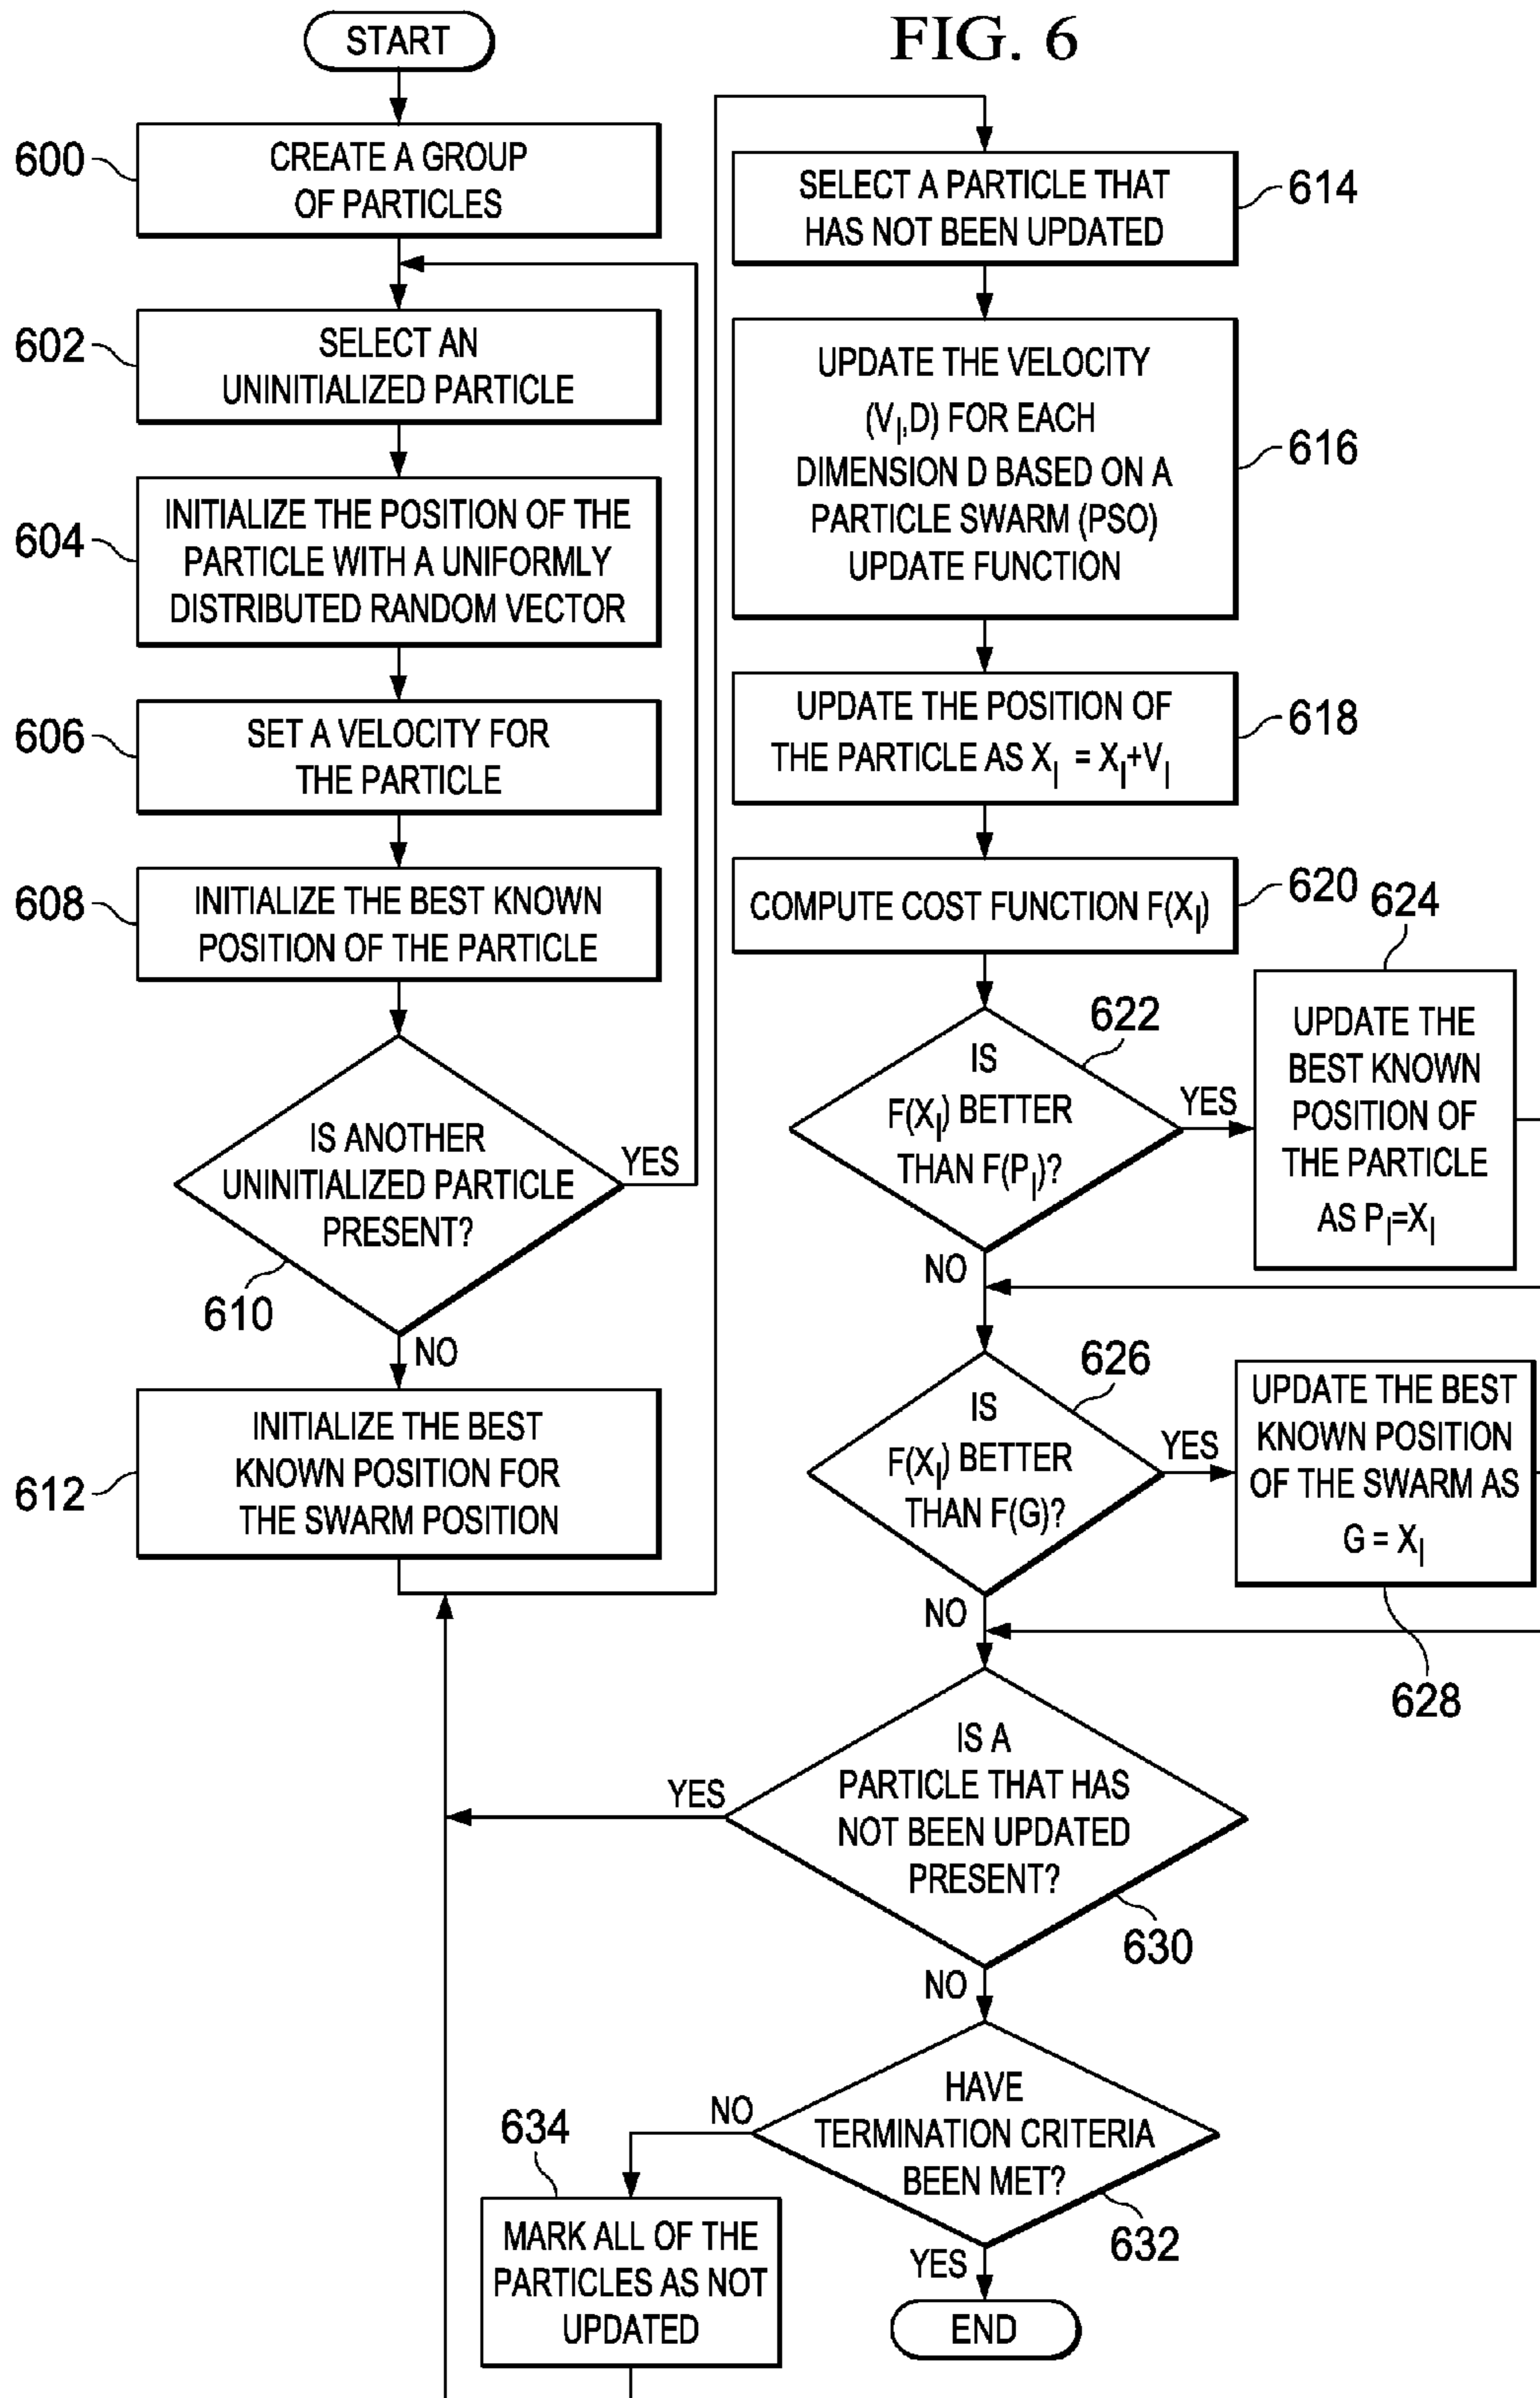 FIG. 6
START
600
CREATE A GROUP
OF PARTICLES
602
SELECT AN
UNINITIALIZED PARTICLE
604
INITIALIZE THE POSITION OF THE
PARTICLE WITH A UNIFORMLY
DISTRIBUTED RANDOM VECTOR
606
SET A VELOCITY FOR
THE PARTICLE
608
INITIALIZE THE BEST KNOWN
POSITION OF THE PARTICLE
IS ANOTHER
UNINITIALIZED PARTICLE
PRESENT?
YES
610
NO
612
INITIALIZE THE BEST
KNOWN POSITION FOR
THE SWARM POSITION
SELECT A PARTICLE THAT
HAS NOT BEEN UPDATED
614
UPDATE THE VELOCITY
(V_I,D) FOR EACH
DIMENSION D BASED ON A
PARTICLE SWARM (PSO)
UPDATE FUNCTION
616
UPDATE THE POSITION OF
THE PARTICLE AS X_I = X_I+V_I
618
COMPUTE COST FUNCTION F(X_I)
620
622
IS
F(X_I) BETTER
THAN F(P_I)?
YES
NO
624
UPDATE THE
BEST KNOWN
POSITION OF
THE PARTICLE
AS P_I=X_I
626
IS
F(X_I) BETTER
THAN F(G)?
YES
NO
UPDATE THE BEST
KNOWN POSITION
OF THE SWARM AS
G = X_I
628
IS A
PARTICLE THAT HAS
NOT BEEN UPDATED
PRESENT?
YES
630
NO
HAVE
TERMINATION CRITERIA
BEEN MET?
NO
632
YES
634
MARK ALL OF THE
PARTICLES AS NOT
UPDATED
END